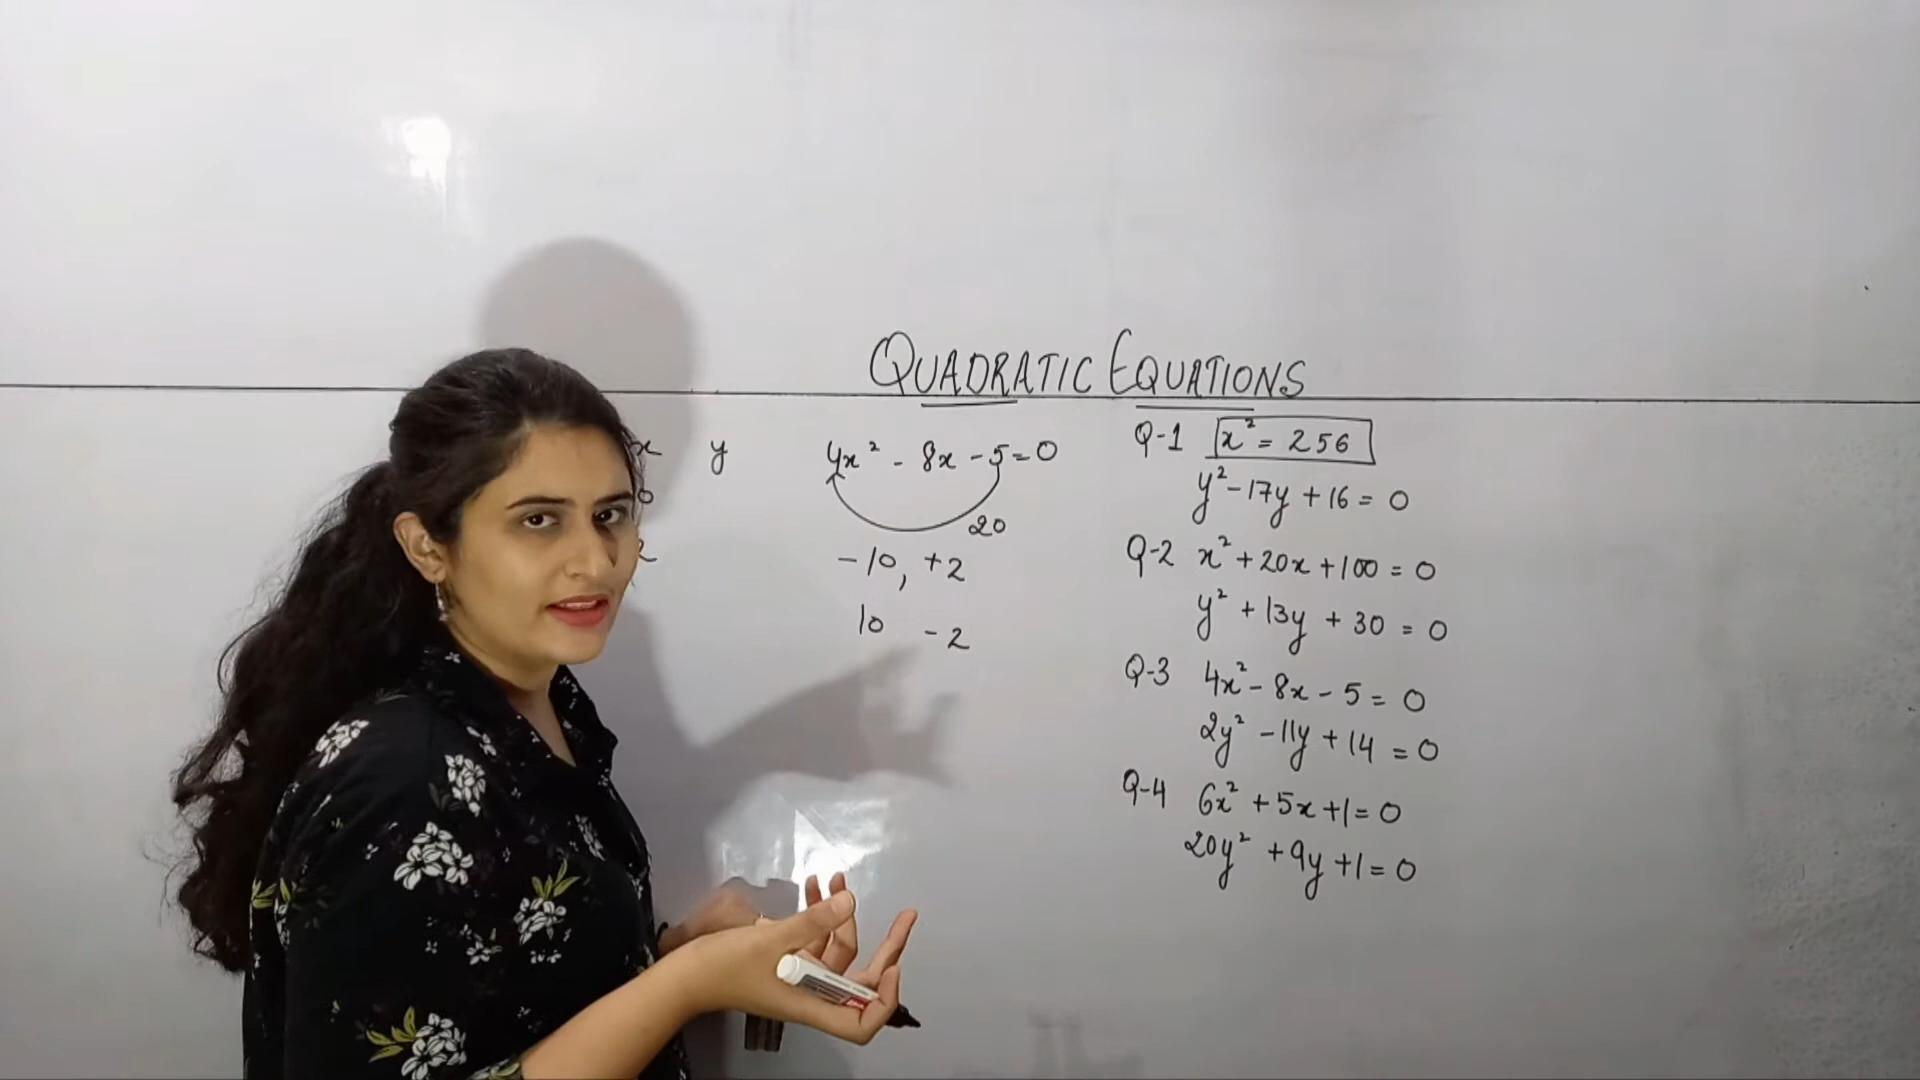 QUADRATIC EQUATIONS
x y
4x² - 8x - 5 = 0
20
-10, +2
10 -2
Q-1 x² = 256
y² - 17y + 16 = 0
Q-2 x² + 20x + 100 = 0
y² + 13y + 30 = 0
Q-3 4x² - 8x - 5 = 0
2y² - 11y + 14 = 0
Q-4 6x² + 5x + 1 = 0
20y² + 9y + 1 = 0